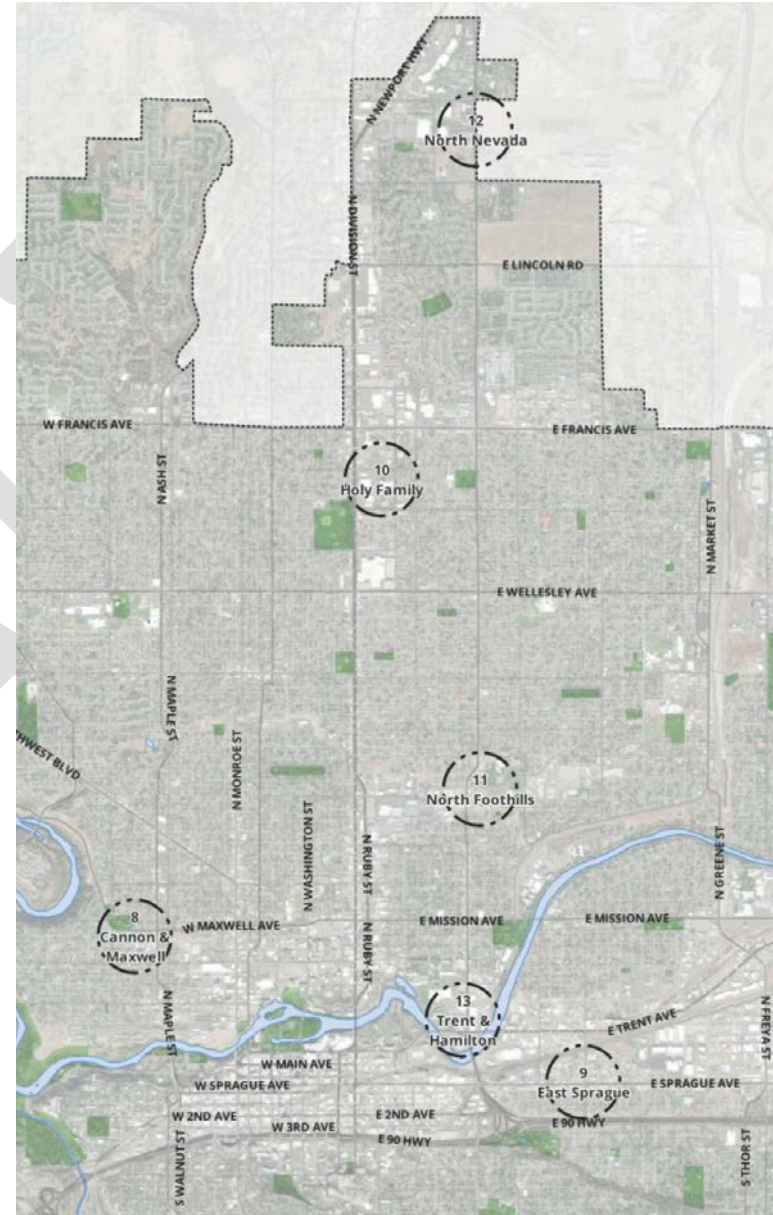 N NEWPORT HWY
12
North Nevada
N DIVISION ST
E LINCOLN RD
W FRANCIS AVE
E FRANCIS AVE
10
Holy Family
N ASH ST
N MARKET ST
E WELLESLEY AVE
N MAPLE ST
THWEST BLVD
N MONROE ST
11
North Foothills
N WASHINGTON ST
N RUBY ST
N GREENE ST
8
Cannon &
Maxwell
W MAXWELL AVE
E MISSION AVE
E MISSION AVE
N RUBY ST
N MAPLE ST
13
Trent &
Hamilton
E TRENT AVE
N FREYA ST
W MAIN AVE
W SPRAGUE AVE
9
East Sprague
E SPRAGUE AVE
W 2ND AVE
E 2ND AVE
W 3RD AVE
E 90 HWY
E 90 HWY
S WALNUT ST
S THOR ST